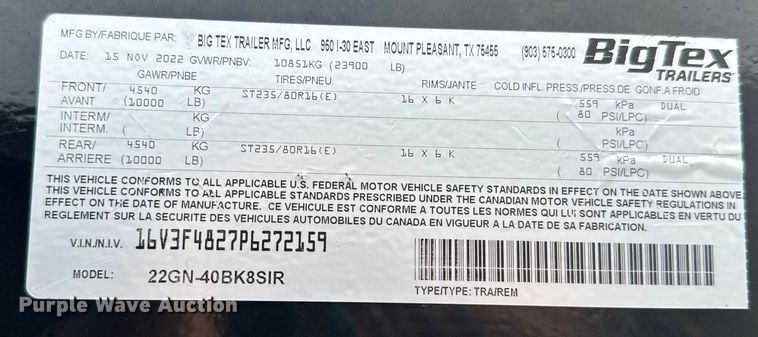 MFG BY/FABRIQUE PAR: BIG TEX TRAILER MFG, LLC 950 I-30 EAST MOUNT PLEASANT, TX 75455 (903) 575-0300 BigTex TRAILERS
DATE: 15 NOV 2022 GVWR/PNBV: 10851KG (23900 LB)
GAWR/PNBE TIRES/PNEU. RIMS/JANTE COLD INFL. PRESS/PRESS. DE GONF.A FROID
FRONT/ 4540 KG ST235/80R16(E) 16 X 6 K 559 kPa DUAL
AVANT (10000 LB) ( 80 PSI/LPC)
INTERM/ KG kPa
INTERM. ( LB) ( PSI/LPC)
REAR/ 4540 KG ST235/80R16(E) 16 X 6 K 559 kPa DUAL
ARRIERE (10000 LB) ( 80 PSI/LPC)
THIS VEHICLE CONFORMS TO ALL APPLICABLE U.S. FEDERAL MOTOR VEHICLE SAFETY STANDARDS IN EFFECT ON THE DATE SHOWN ABOVE.
THIS VEHICLE CONFORMS TO ALL APPLICABLE STANDARDS PRESCRIBED UNDER THE CANADIAN MOTOR VEHICLE SAFETY REGULATIONS IN
EFFECT ON THE DATE OF MANUFACTURE. CE VEHICULE EST CONFORME A TOUTES LES NORMES QUI LUI SONT APPLICABLES EN VERTU DU
REGLEMENT SUR LA SECURITE DES VEHICULES AUTOMOBILES DU CANADA EN VIGUEUR A LA DATE DE SA FABRICATION.
V.I.N./N.I.V. 16V3F4827P6272159
MODEL: 22GN-40BK8SIR
TYPE/TYPE: TRA/REM
Purple Wave Auction